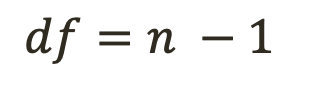 df = n − 1